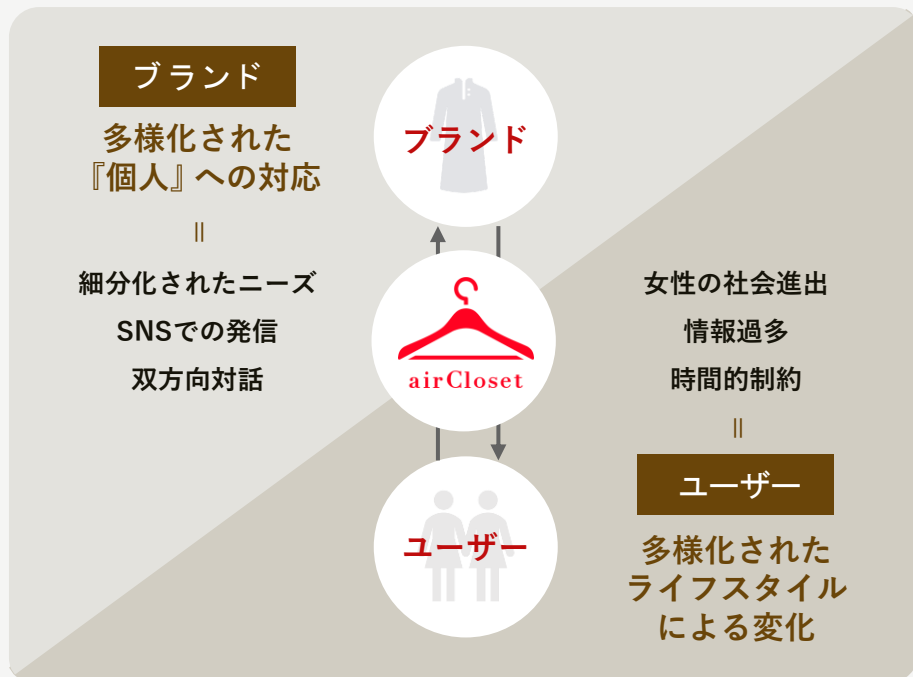 ブランド
多様化された
『個人』への対応
＝
細分化されたニーズ
SNSでの発信
双方向対話
ブランド
airCloset
ユーザー
女性の社会進出
情報過多
時間的制約
＝
ユーザー
多様化された
ライフスタイル
による変化